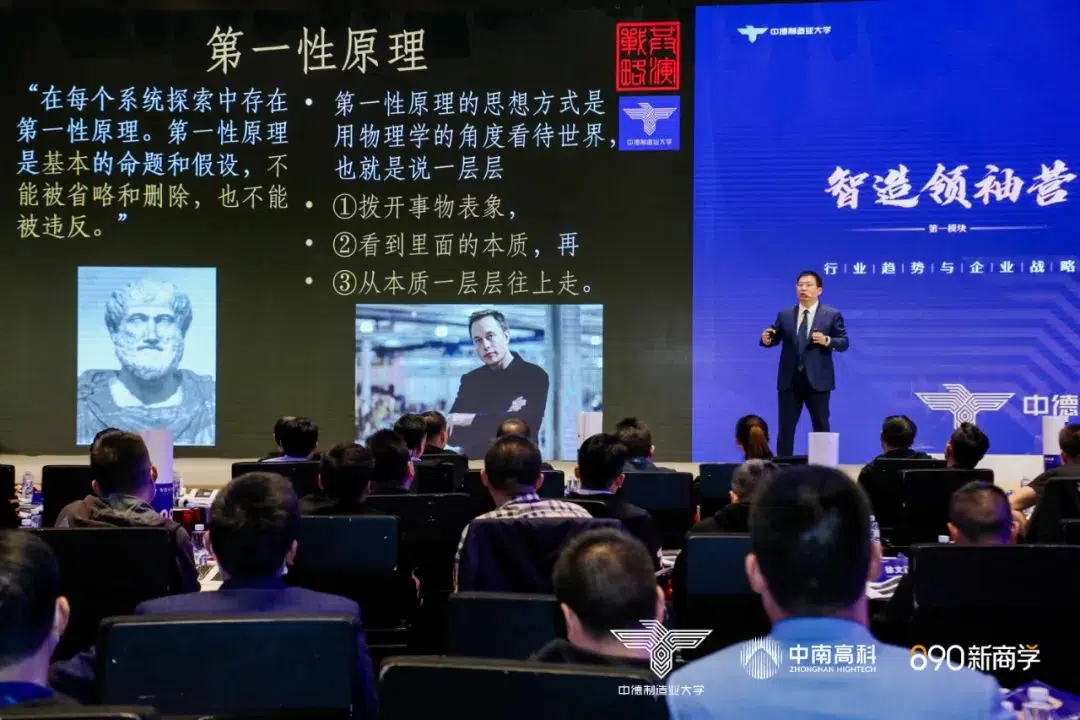 第一性原理
“在每个系统探索中存在
第一性原理。第一性原理
是基本的命题和假设，不
能被省略和删除，也不能
被违反。”
• 第一性原理的思想方式是
用物理学的角度看待世界，
也就是说一层层
• ①拨开事物表象，
• ②看到里面的本质，再
• ③从本质一层层往上走。
兵演
戰略
中德制造业大学
中德制造业大学
智造领袖营
第一模块
行|业|趋|势|与|企|业|战|略
中德
中德制造业大学
中南高科
ZHONGNAN HIGHTECH
890新商学